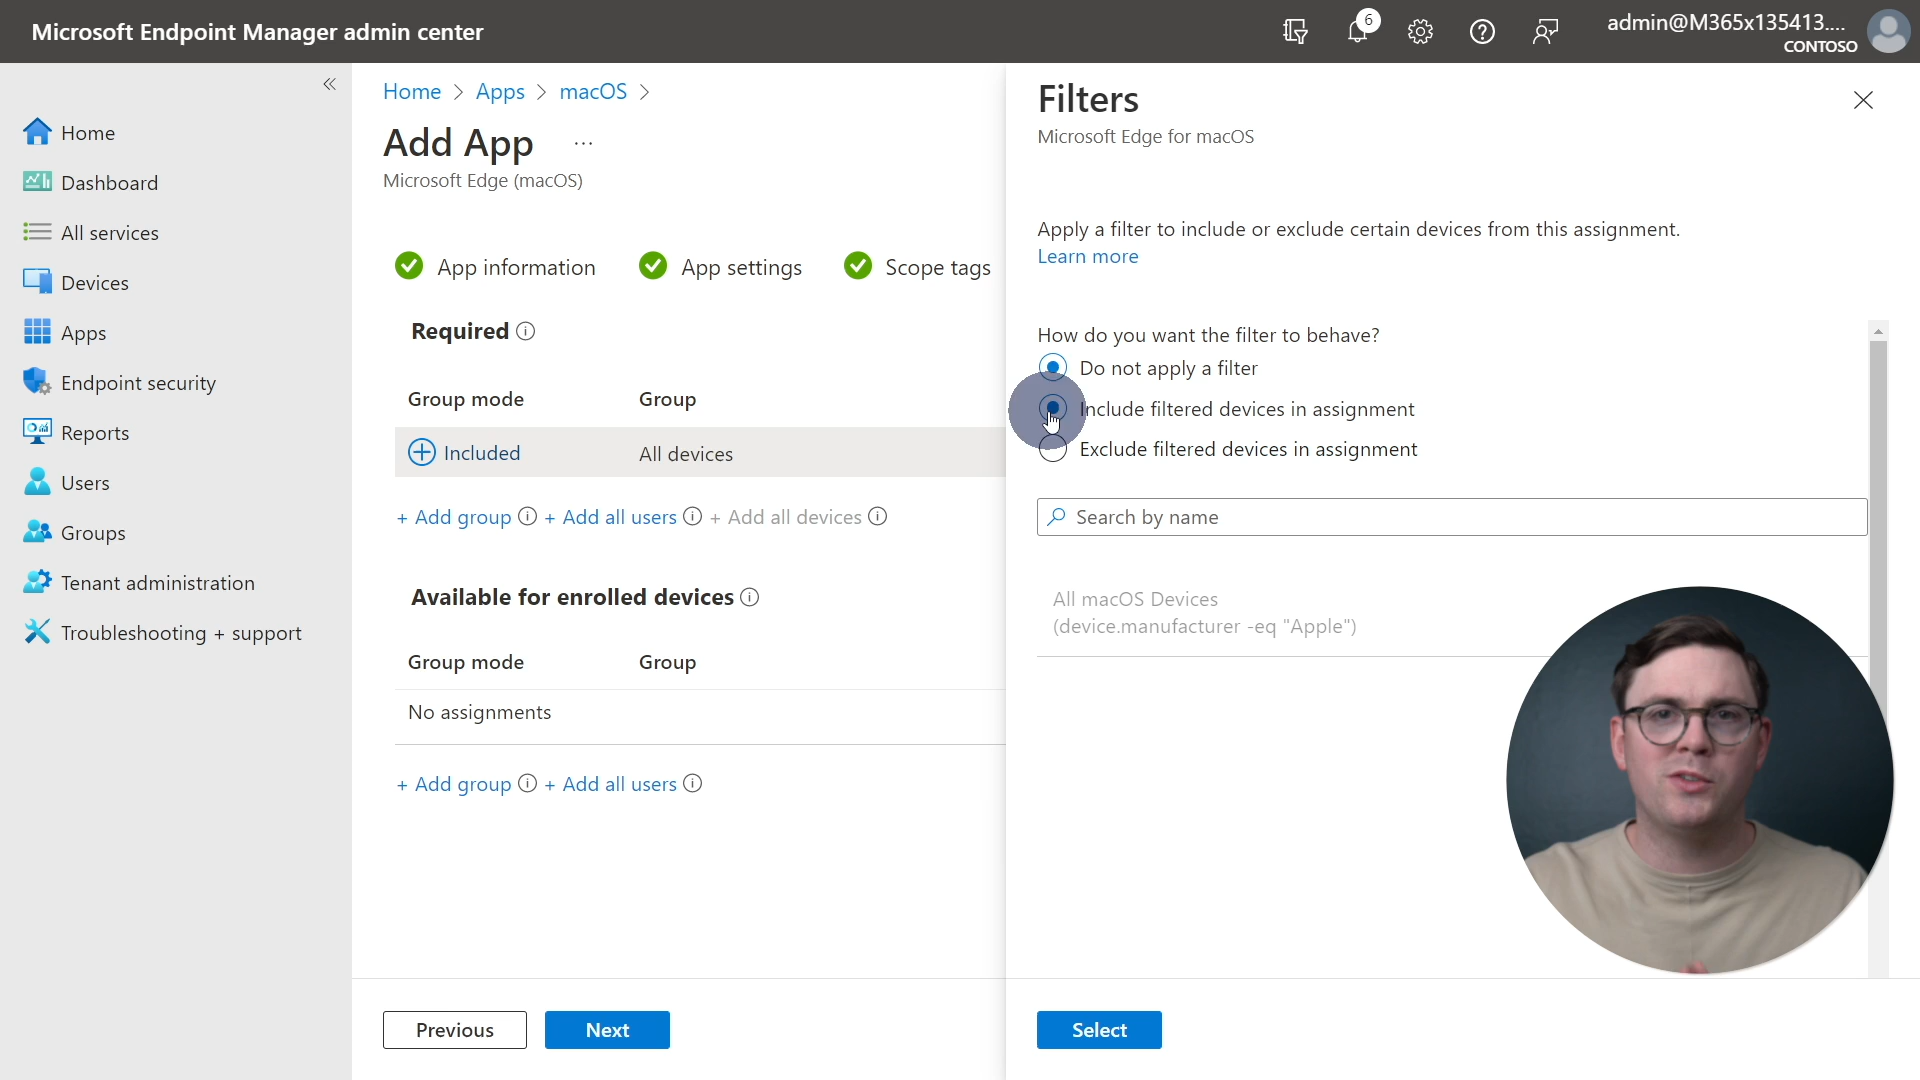 Microsoft Endpoint Manager admin center
6
admin@M365x135413....
CONTOSO
Home
Dashboard
All services
Devices
Apps
Endpoint security
Reports
Users
Groups
Tenant administration
Troubleshooting + support
Home > Apps > macOS >
Add App ...
Microsoft Edge (macOS)
App information
App settings
Scope tags
Required
Group mode
Group
Included
All devices
+ Add group + Add all users + Add all devices
Available for enrolled devices
Group mode
Group
No assignments
+ Add group + Add all users
Previous
Next
Filters
Microsoft Edge for macOS
Apply a filter to include or exclude certain devices from this assignment.
Learn more
How do you want the filter to behave?
Do not apply a filter
Include filtered devices in assignment
Exclude filtered devices in assignment
Search by name
All macOS Devices
(device.manufacturer -eq "Apple")
Select